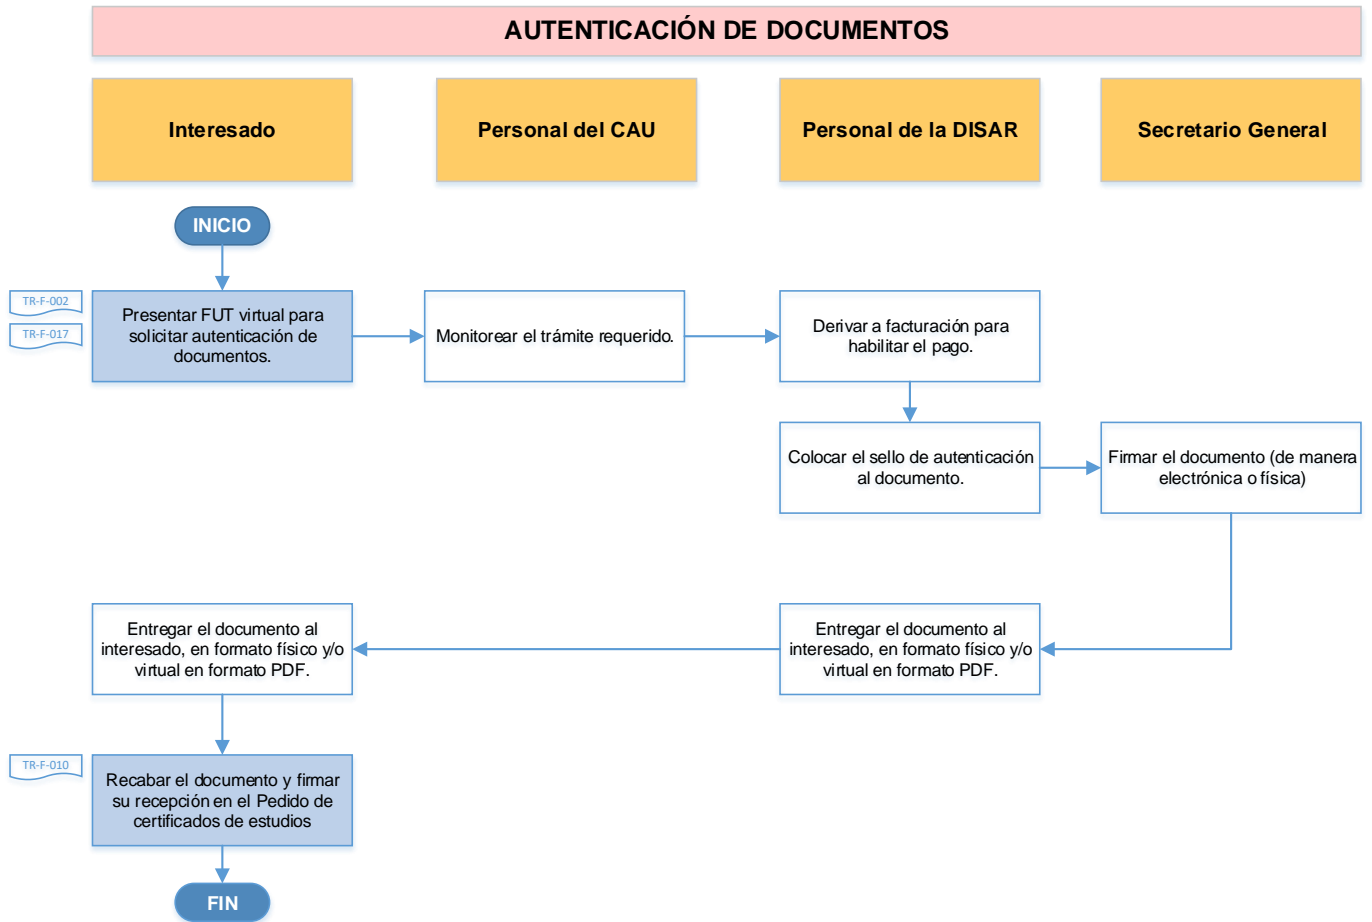 AUTENTICACIÓN DE DOCUMENTOS
Interesado
Personal del CAU
Personal de la DISAR
Secretario General
INICIO
TR-F-002
TR-F-017
Presentar FUT virtual para
solicitar autenticación de
documentos.
Monitorear el trámite requerido.
Derivar a facturación para
habilitar el pago.
Colocar el sello de autenticación
al documento.
Firmar el documento (de manera
electrónica o física)
Entregar el documento al
interesado, en formato físico y/o
virtual en formato PDF.
Entregar el documento al
interesado, en formato físico y/o
virtual en formato PDF.
TR-F-010
Recabar el documento y firmar
su recepción en el Pedido de
certificados de estudios
FIN